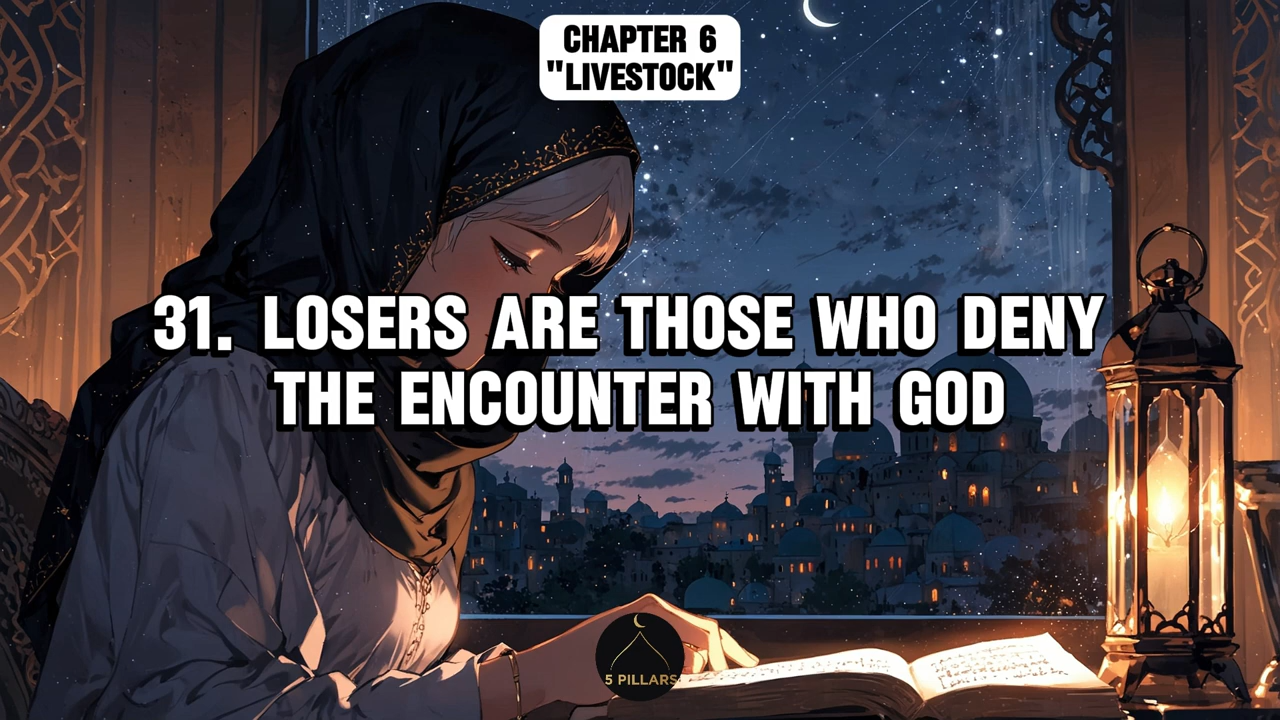 CHAPTER 6
"LIVESTOCK"
31. LOSERS ARE THOSE WHO DENY
THE ENCOUNTER WITH GOD
5 PILLARS